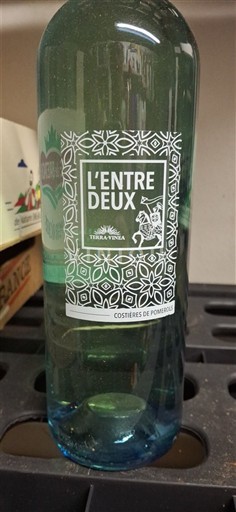 L'ENTRE
DEUX
TERRA VINEA
COSTIÈRES DE POMEROLS